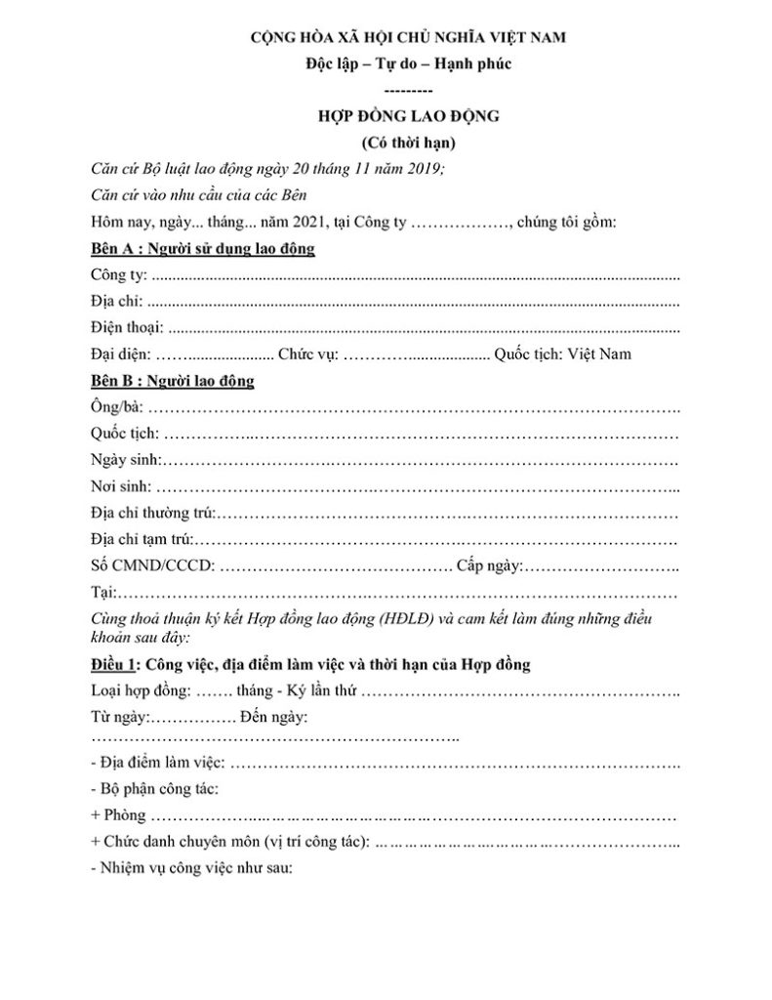 CỘNG HÒA XÃ HỘI CHỦ NGHĨA VIỆT NAM
Độc lập – Tự do – Hạnh phúc
---------
HỢP ĐỒNG LAO ĐỘNG
(Có thời hạn)
Căn cứ Bộ luật lao động ngày 20 tháng 11 năm 2019;
Căn cứ vào nhu cầu của các Bên
Hôm nay, ngày... tháng... năm 2021, tại Công ty ………………, chúng tôi gồm:
Bên A : Người sử dụng lao động
Công ty: ....................................................................................................
Địa chỉ: .....................................................................................................
Điện thoại: .................................................................................................
Đại diện: ……...................... Chức vụ: …………..................... Quốc tịch: Việt Nam
Bên B : Người lao động
Ông/bà: …………………………………………………………………………………….
Quốc tịch: ……………..……………………………………………………………………
Ngày sinh:…………………………..………………………………………………………
Nơi sinh: …………………………………………………………………………………...
Địa chỉ thường trú:……………………………………….…………………………………
Địa chỉ tạm trú:…………………………………………….……………………………….
Số CMND/CCCD: ……………………………………. Cấp ngày:………………………..
Tại:…………………………………………………………………………………………
Cùng thoả thuận ký kết Hợp đồng lao động (HĐLĐ) và cam kết làm đúng những điều
khoản sau đây:
Điều 1: Công việc, địa điểm làm việc và thời hạn của Hợp đồng
Loại hợp đồng: ……. tháng - Ký lần thứ …………………………………………………..
Từ ngày:……………. Đến ngày:
…………………………………………………………..
- Địa điểm làm việc: ……………………………………………………………………….
- Bộ phận công tác:
+ Phòng ………………..………………………………………………………………………
+ Chức danh chuyên môn (vị trí công tác): ………………………………………………...
- Nhiệm vụ công việc như sau: